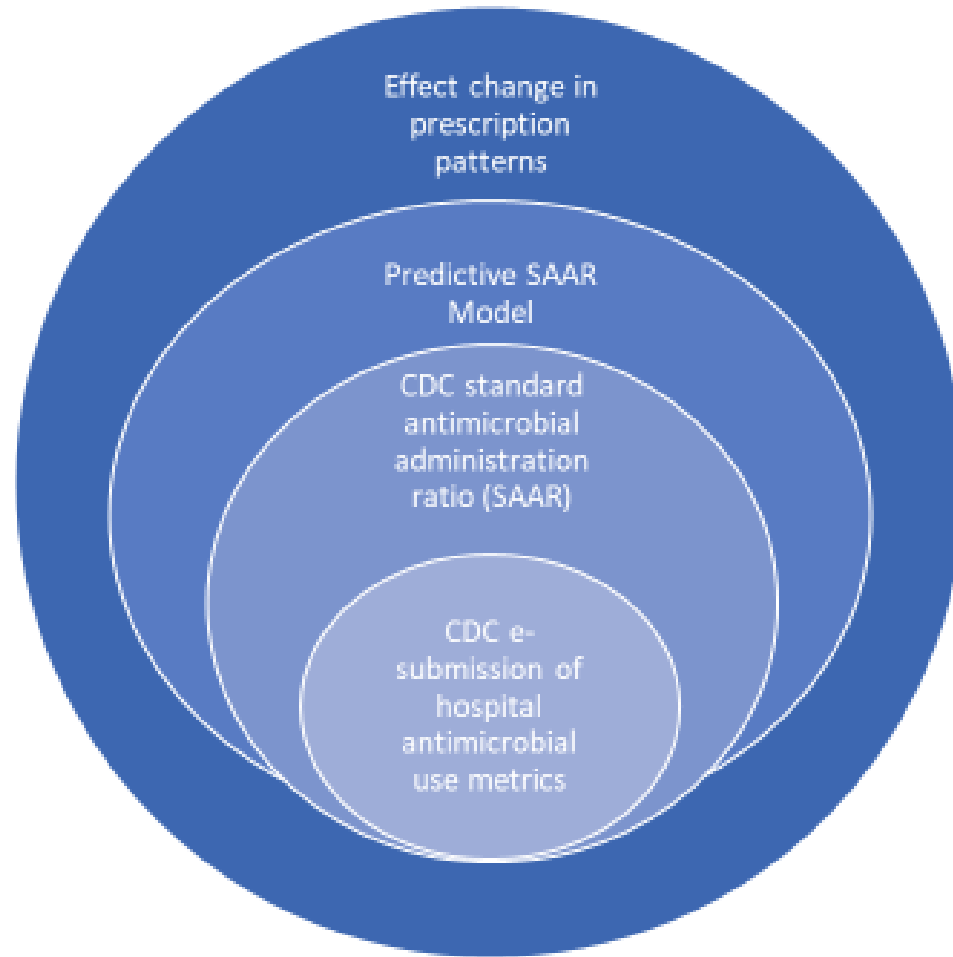 Effect change in
prescription
patterns
Predictive SAAR
Model
CDC standard
antimicrobial
administration
ratio (SAAR)
CDC e-
submission of
hospital
antimicrobial
use metrics